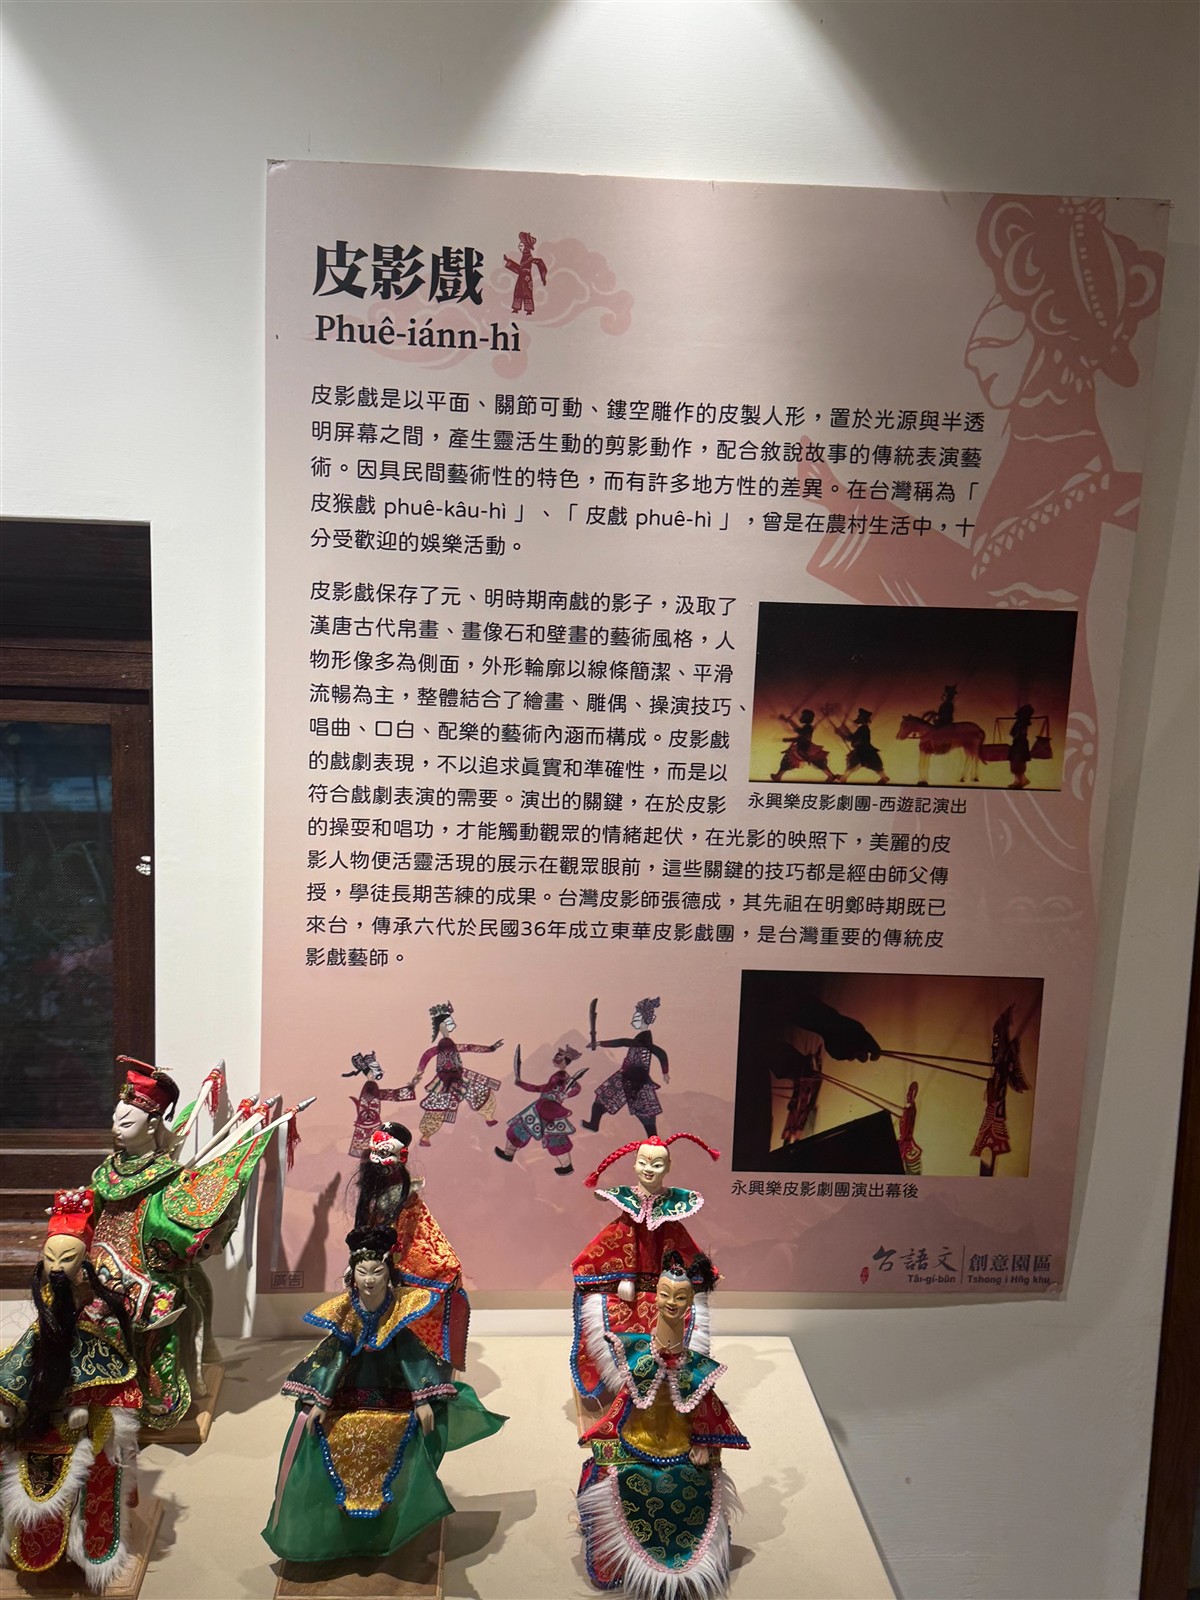 皮影戲
Phuê-iánn-hì
皮影戲是以平面、關節可動、鏤空雕作的皮製人形，置於光源與半透
明屏幕之間，產生靈活生動的剪影動作，配合敘說故事的傳統表演藝
術。因具民間藝術性的特色，而有許多地方性的差異。在台灣稱為「
皮猴戲 phuê-kâu-hì」、「 皮戲 phuê-hì」，曾是在農村生活中，十
分受歡迎的娛樂活動。
皮影戲保存了元、明時期南戲的影子，汲取了
漢唐古代帛畫、畫像石和壁畫的藝術風格，人
物形像多為側面，外形輪廓以線條簡潔、平滑
流暢為主，整體結合了繪畫、雕偶、操演技巧、
唱曲、口白、配樂的藝術內涵而構成。皮影戲
的戲劇表現，不以追求眞實和準確性，而是以
符合戲劇表演的需要。演出的關鍵，在於皮影
的操耍和唱功，才能觸動觀眾的情緒起伏，在光影的映照下，美麗的皮
影人物便活靈活現的展示在觀眾眼前，這些關鍵的技巧都是經由師父傳
授，學徒長期苦練的成果。台灣皮影師張德成，其先祖在明鄭時期既已
來台，傳承六代於民國36年成立東華皮影戲團，是台灣重要的傳統皮
影戲藝師。
永興樂皮影劇團-西遊記演出
永興樂皮影劇團演出幕後
廣告
台語文 創意園區
Tâi-gí-bûn Tshòng ì Hn̂g khu